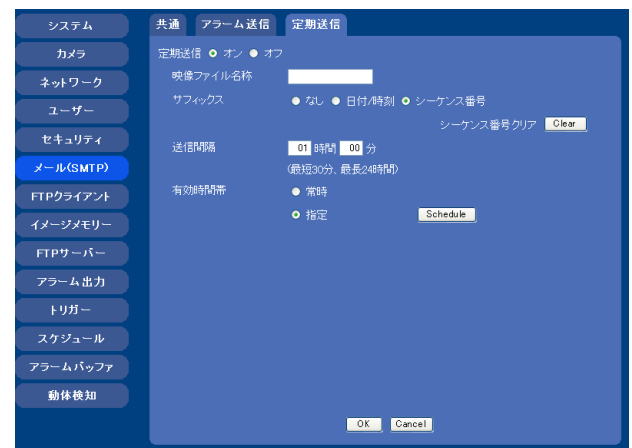 システム
カメラ
ネットワーク
ユーザー
セキュリティ
メール(SMTP)
FTPクライアント
イメージメモリー
FTPサーバー
アラーム出力
トリガー
スケジュール
アラームバッファ
動体検知
共通 アラーム送信 定期送信
定期送信 オン オフ
映像ファイル名称
サフィックス なし 日付/時刻 シーケンス番号
シーケンス番号クリア Clear
送信間隔 01 時間 00 分
(最短30分、最長24時間)
有効時間帯 常時
指定 Schedule
OK Cancel